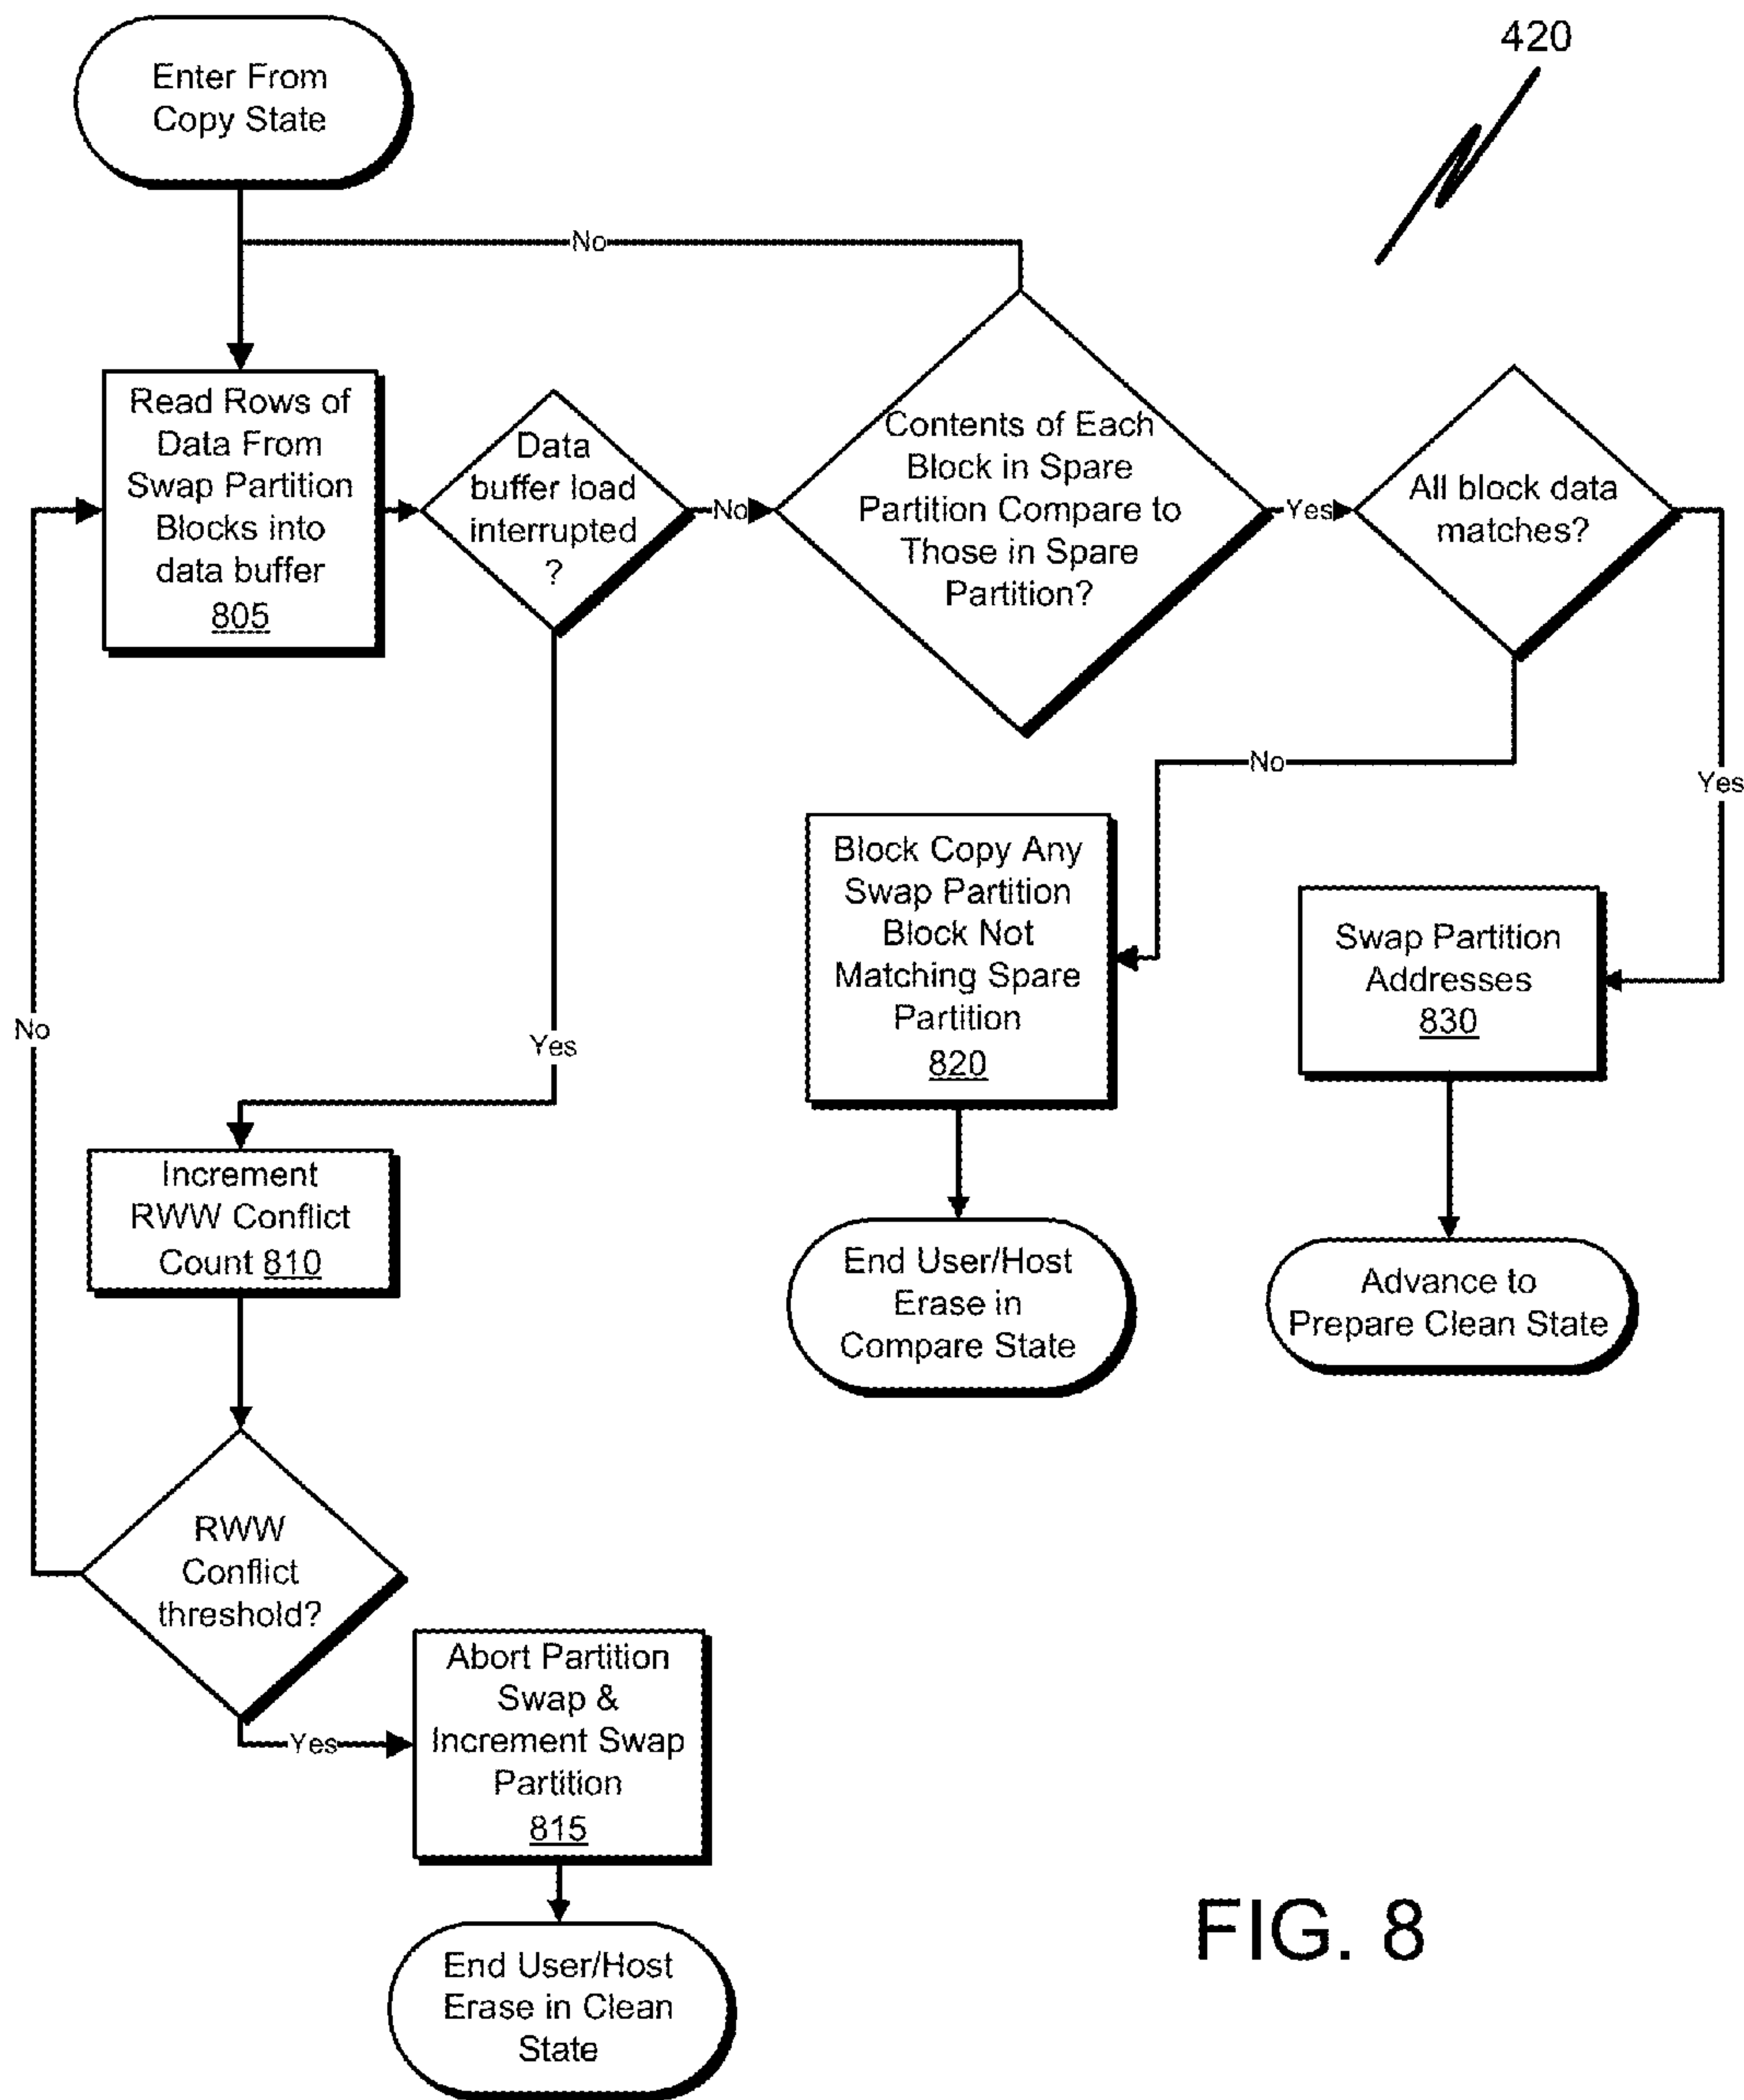 420
Enter From
Copy State
No
Read Rows of
Data From
Swap Partition
Blocks into
data buffer
805
Data
buffer load
interrupted
?
No
Contents of Each
Block in Spare
Partition Compare to
Those in Spare
Partition?
Yes
All block data
matches?
No
Yes
Block Copy Any
Swap Partition
Block Not
Matching Spare
Partition
820
Swap Partition
Addresses
830
No
Yes
Increment
RWW Conflict
Count 810
End User/Host
Erase in
Compare State
Advance to
Prepare Clean State
RWW
Conflict
threshold?
Yes
Abort Partition
Swap &
Increment Swap
Partition
815
End User/Host
Erase in Clean
State
FIG. 8